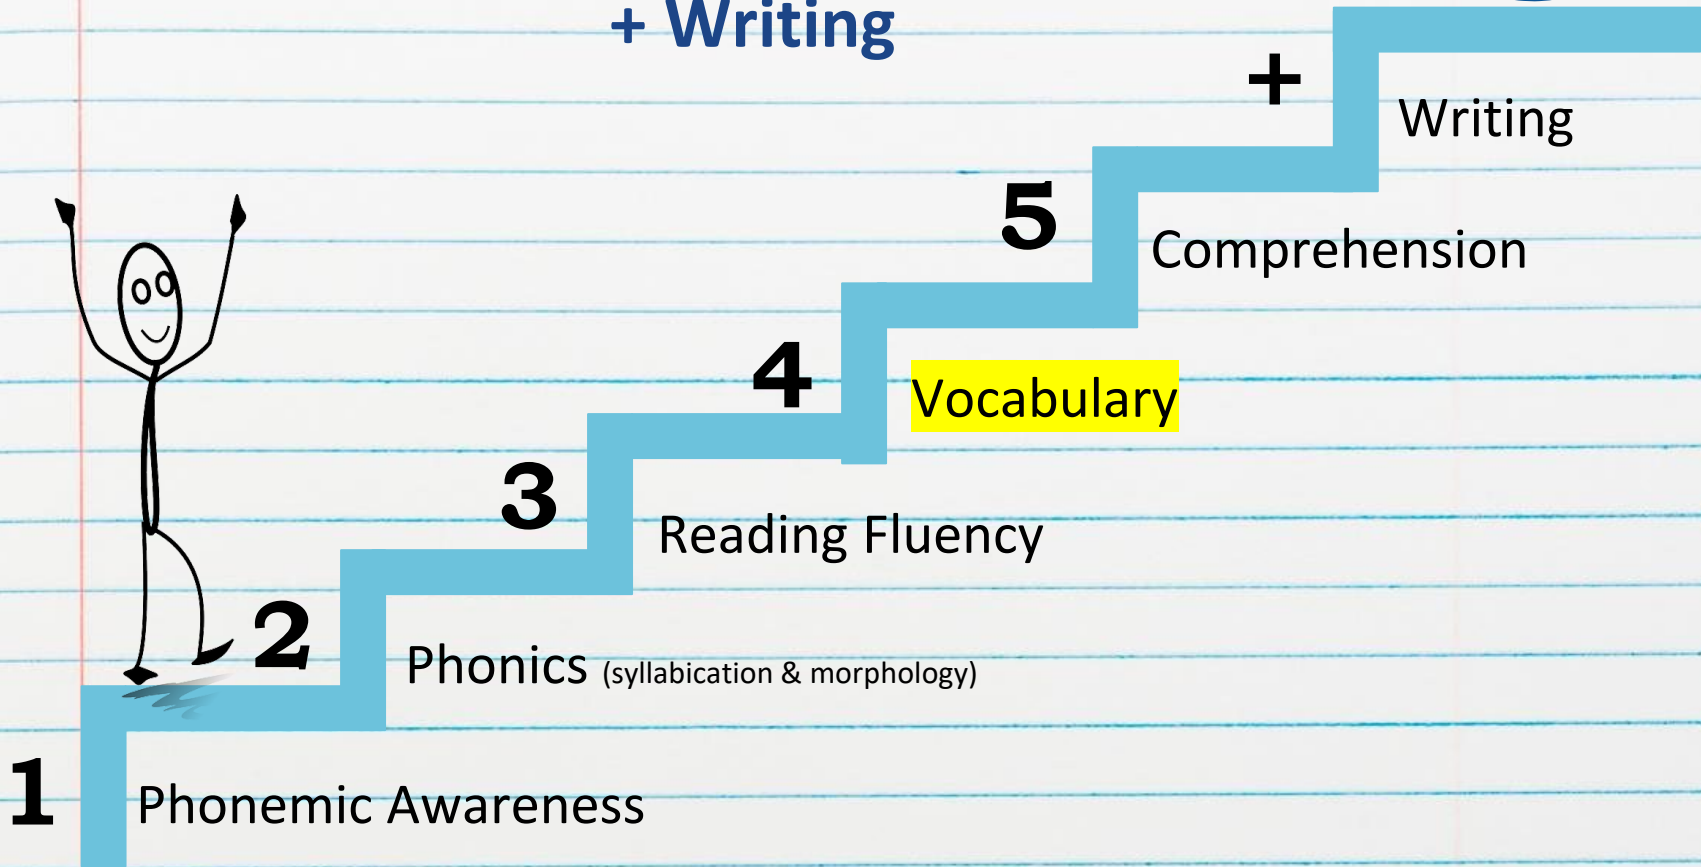 + Writing
+
Writing
5
Comprehension
4
Vocabulary
3
Reading Fluency
2
Phonics (syllabication & morphology)
1
Phonemic Awareness